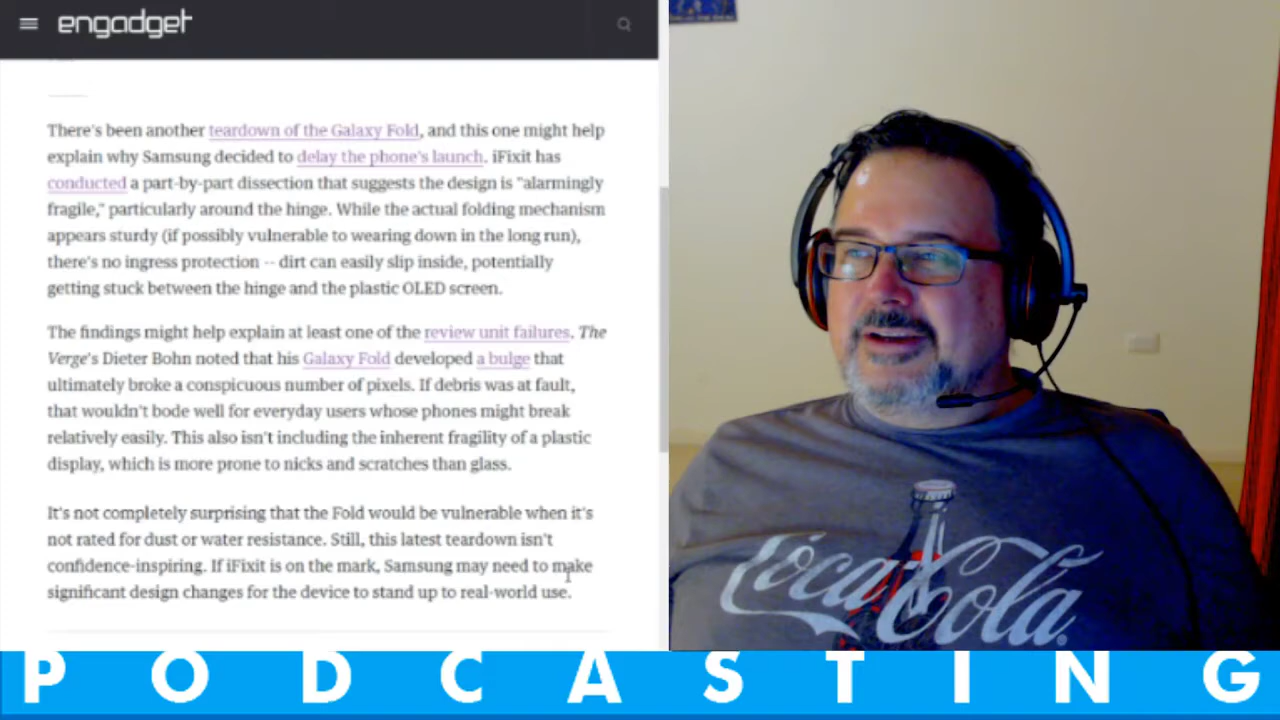 engadget
There's been another teardown of the Galaxy Fold, and this one might help
explain why Samsung decided to delay the phone's launch. iFixit has
conducted a part-by-part dissection that suggests the design is "alarmingly
fragile," particularly around the hinge. While the actual folding mechanism
appears sturdy (if possibly vulnerable to wearing down in the long run),
there's no ingress protection -- dirt can easily slip inside, potentially
getting stuck between the hinge and the plastic OLED screen.
The findings might help explain at least one of the review unit failures. The
Verge's Dieter Bohn noted that his Galaxy Fold developed a bulge that
ultimately broke a conspicuous number of pixels. If debris was at fault,
that wouldn't bode well for everyday users whose phones might break
relatively easily. This also isn't including the inherent fragility of a plastic
display, which is more prone to nicks and scratches than glass.
It's not completely surprising that the Fold would be vulnerable when it's
not rated for dust or water resistance. Still, this latest teardown isn't
confidence-inspiring. If iFixit is on the mark, Samsung may need to make
significant design changes for the device to stand up to real-world use.
Coca-Cola
PODCASTING